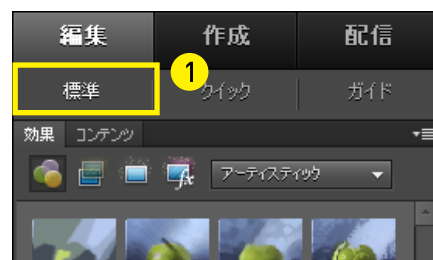 編集 作成 配信
1
標準 クイック ガイド
効果 コンテンツ
fx アーティスティック